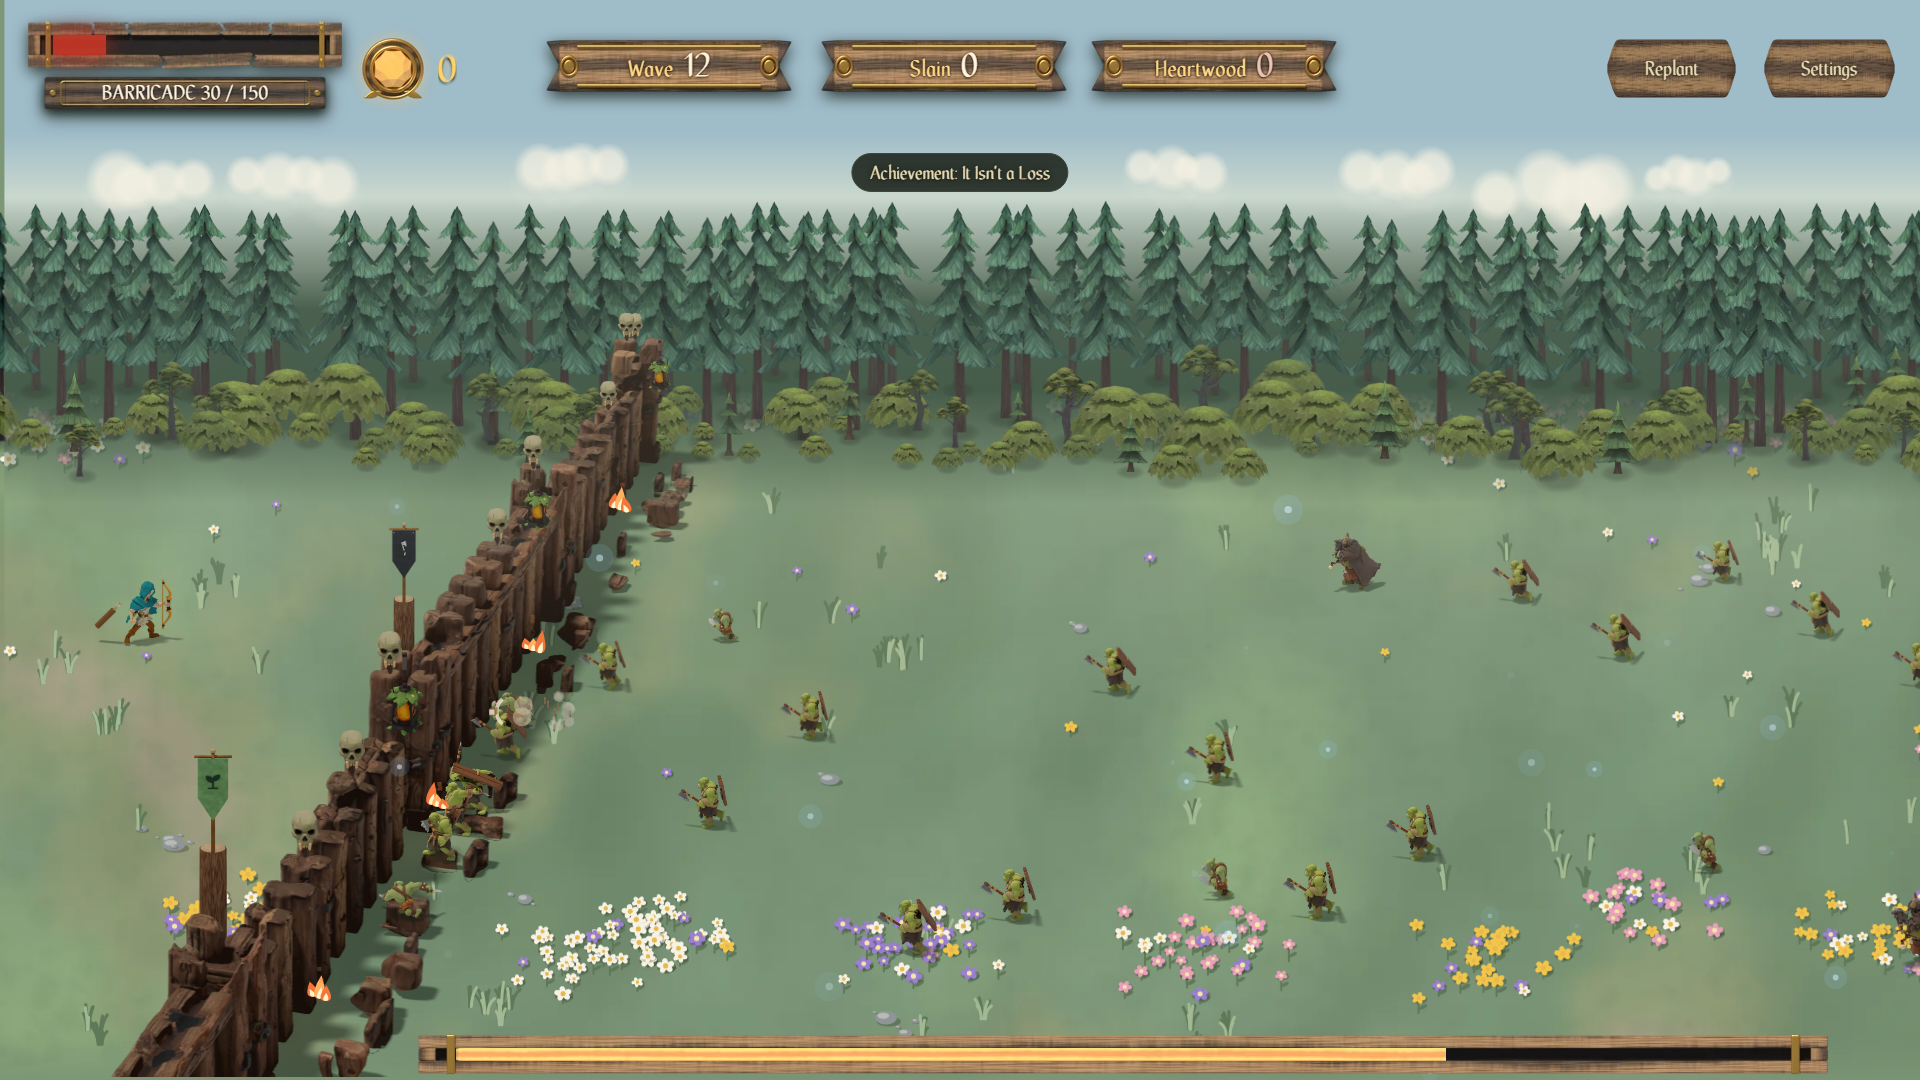 BARRICADE 30 / 150
0
Wave 12
Slain 0
Heartwood 0
Replant
Settings
Achievement: It Isn't a Loss